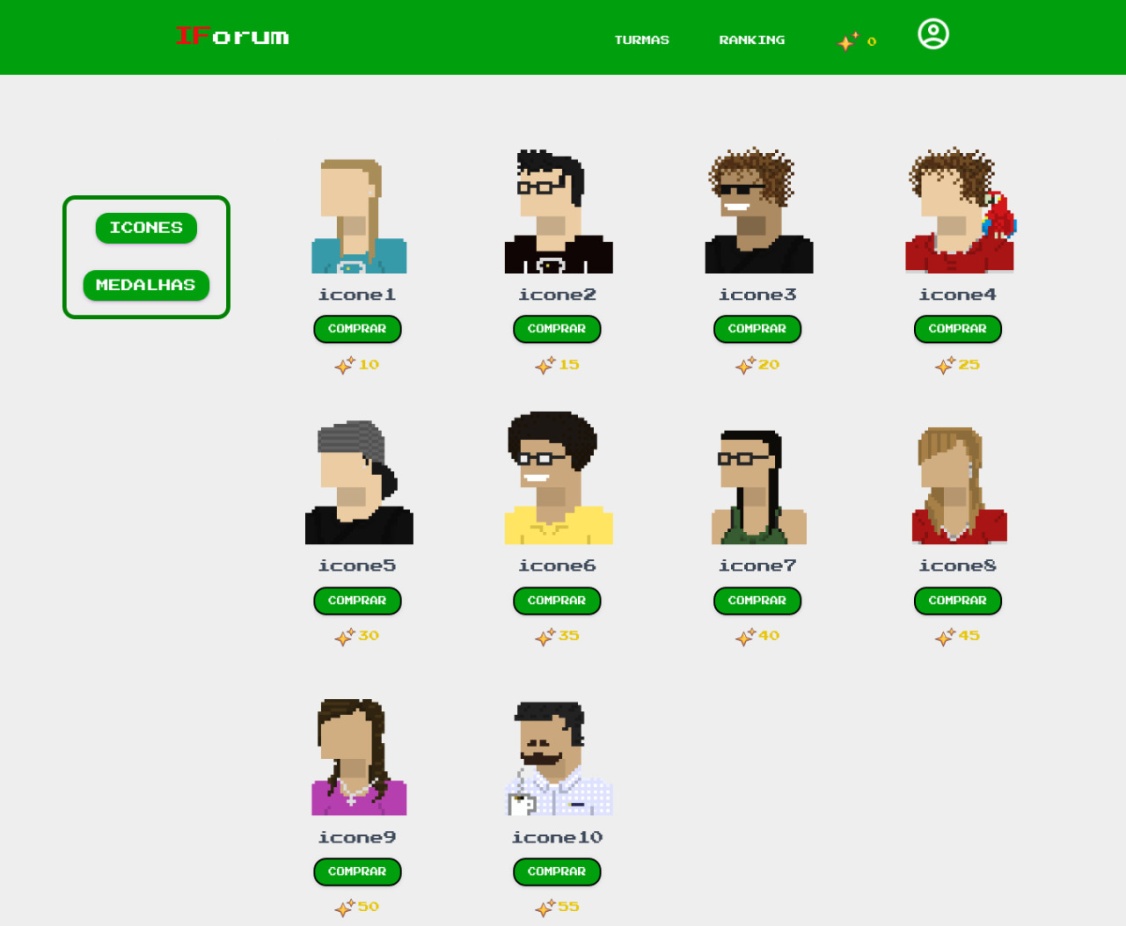 IForum TURMAS RANKING 0
ICONES
MEDALHAS
icone1 icone2 icone3 icone4
COMPRAR COMPRAR COMPRAR COMPRAR
10 15 20 25
icone5 icone6 icone7 icone8
COMPRAR COMPRAR COMPRAR COMPRAR
30 35 40 45
icone9 icone10
COMPRAR COMPRAR
50 55